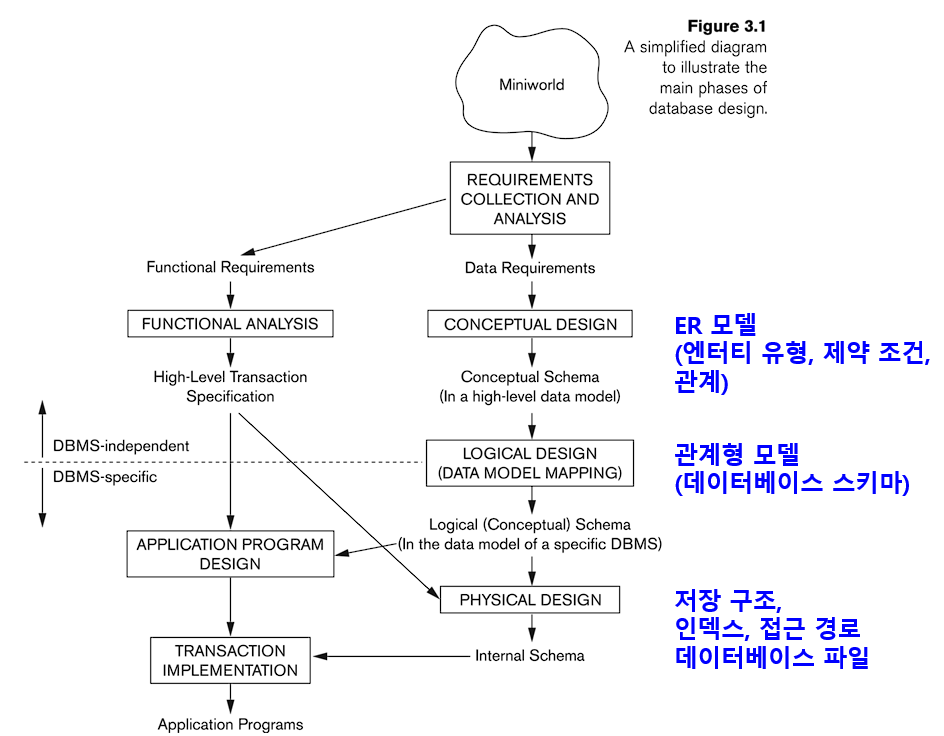 Figure 3.1
A simplified diagram
to illustrate the
main phases of
database design.
Miniworld
REQUIREMENTS
COLLECTION AND
ANALYSIS
Functional Requirements
Data Requirements
FUNCTIONAL ANALYSIS
CONCEPTUAL DESIGN
ER 모델
(엔터티 유형, 제약 조건,
관계)
High-Level Transaction
Specification
Conceptual Schema
(In a high-level data model)
DBMS-independent
DBMS-specific
LOGICAL DESIGN
(DATA MODEL MAPPING)
관계형 모델
(데이터베이스 스키마)
Logical (Conceptual) Schema
(In the data model of a specific DBMS)
APPLICATION PROGRAM
DESIGN
PHYSICAL DESIGN
저장 구조,
인덱스, 접근 경로
데이터베이스 파일
TRANSACTION
IMPLEMENTATION
Internal Schema
Application Programs